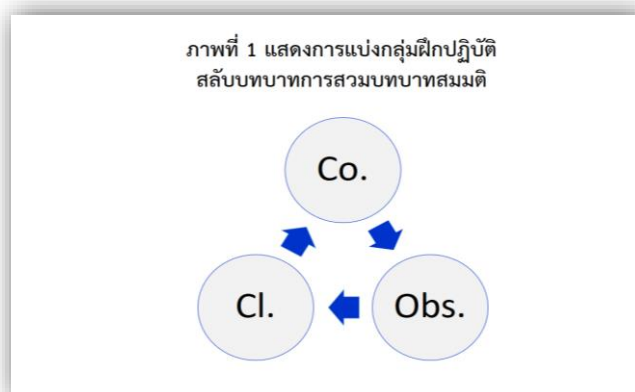 ภาพที่ 1 แสดงการแบ่งกลุ่มฝึกปฏิบัติ
สลับบทบาทการสวมบทบาทสมมติ
Co.
Cl.
Obs.